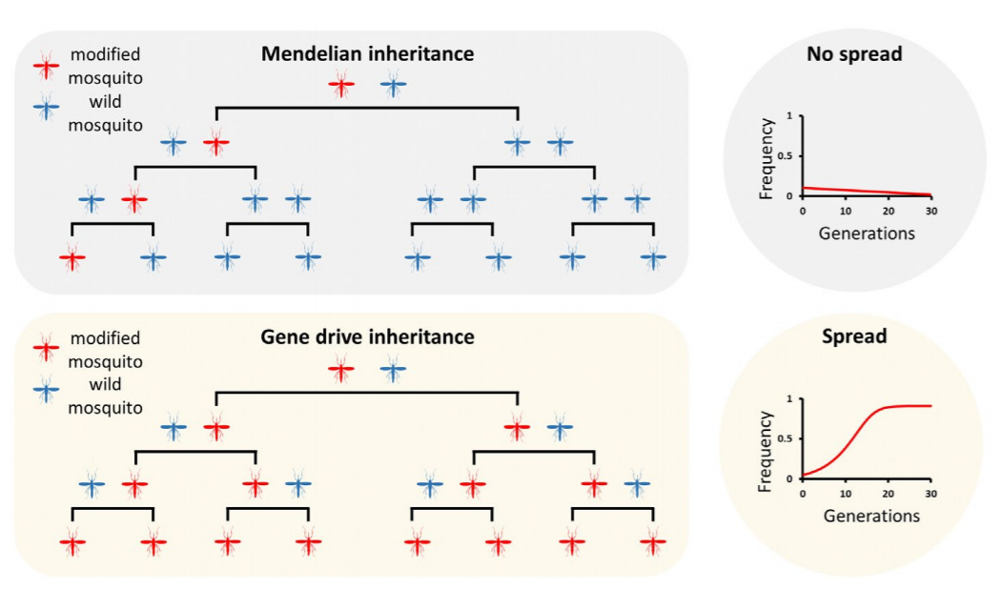 Mendelian inheritance
modified
mosquito
wild
mosquito
No spread
Frequency
1
0.5
0
0 10 20 30
Generations
Gene drive inheritance
modified
mosquito
wild
mosquito
Spread
Frequency
1
0.5
0
0 10 20 30
Generations